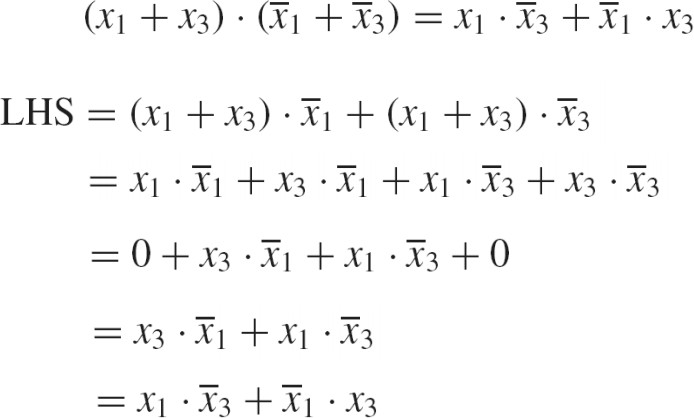 (x₁ + x₃) · (x̅₁ + x̅₃) = x₁ · x̅₃ + x̅₁ · x₃
LHS = (x₁ + x₃) · x̅₁ + (x₁ + x₃) · x̅₃
= x₁ · x̅₁ + x₃ · x̅₁ + x₁ · x̅₃ + x₃ · x̅₃
= 0 + x₃ · x̅₁ + x₁ · x̅₃ + 0
= x₃ · x̅₁ + x₁ · x̅₃
= x₁ · x̅₃ + x̅₁ · x₃